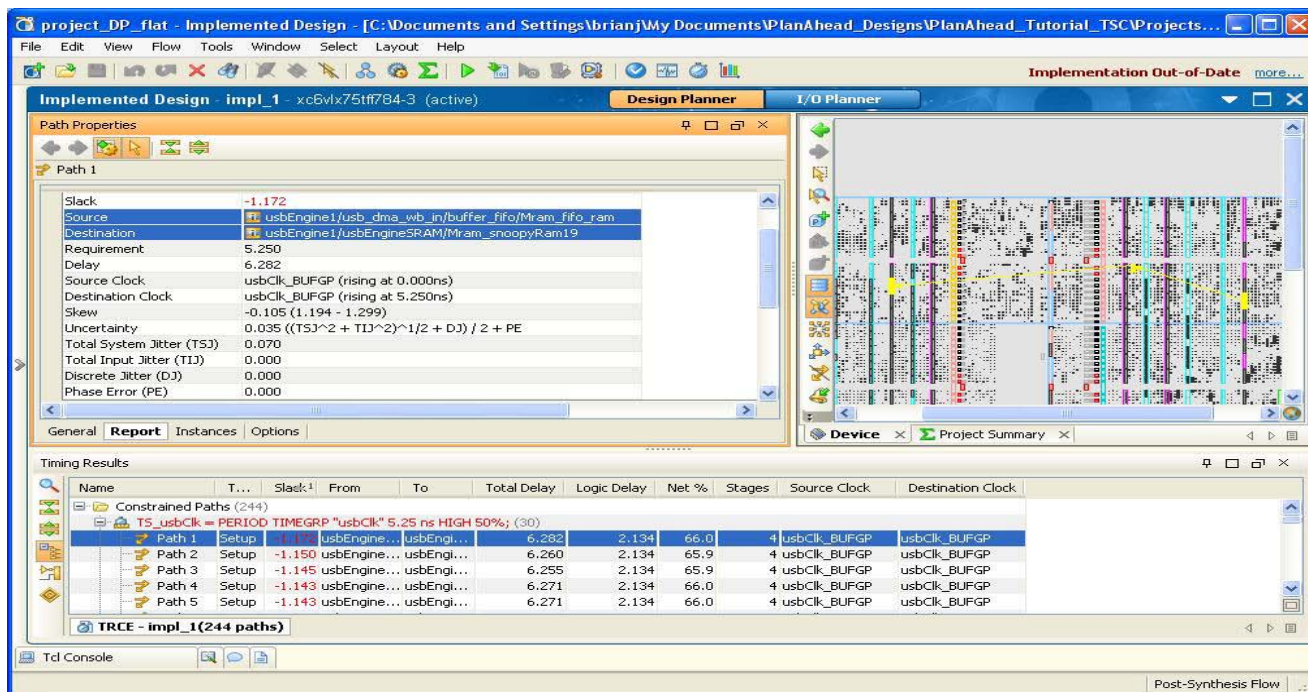 project_DP_flat - Implemented Design - [C:\Documents and Settings\brianj\My Documents\PlanAhead_Designs\PlanAhead_Tutorial_TSC\Projects...
File Edit View Flow Tools Window Select Layout Help
Implementation Out-of-Date more...
Implemented Design - impl_1 - xc6vlx75tff784-3 (active) Design Planner I/O Planner
Path Properties
Path 1
Slack -1.172
Source usbEngine1/usb_dma_wb_in/buffer_fifo/Mram_fifo_ram
Destination usbEngine1/usbEngineSRAM/Mram_snoopyRam19
Requirement 5.250
Delay 6.282
Source Clock usbClk_BUFGP (rising at 0.000ns)
Destination Clock usbClk_BUFGP (rising at 5.250ns)
Skew -0.105 (1.194 - 1.299)
Uncertainty 0.035 ((TSJ^2 + TIJ^2)^1/2 + DJ) / 2 + PE
Total System Jitter (TSJ) 0.070
Total Input Jitter (TIJ) 0.000
Discrete Jitter (DJ) 0.000
Phase Error (PE) 0.000
General Report Instances Options
Device Project Summary
Timing Results
Name T... Slack 1 From To Total Delay Logic Delay Net % Stages Source Clock Destination Clock
Constrained Paths (244)
TS_usbClk = PERIOD TIMEGRP "usbClk" 5.25 ns HIGH 50%; (30)
Path 1 Setup -1.172 usbEngine... usbEngi... 6.282 2.134 66.0 4 usbClk_BUFGP usbClk_BUFGP
Path 2 Setup -1.150 usbEngine... usbEngi... 6.260 2.134 65.9 4 usbClk_BUFGP usbClk_BUFGP
Path 3 Setup -1.145 usbEngine... usbEngi... 6.255 2.134 65.9 4 usbClk_BUFGP usbClk_BUFGP
Path 4 Setup -1.143 usbEngine... usbEngi... 6.271 2.134 66.0 4 usbClk_BUFGP usbClk_BUFGP
Path 5 Setup -1.143 usbEngine... usbEngi... 6.271 2.134 66.0 4 usbClk_BUFGP usbClk_BUFGP
TRCE - impl_1(244 paths)
Tcl Console
Post-Synthesis Flow